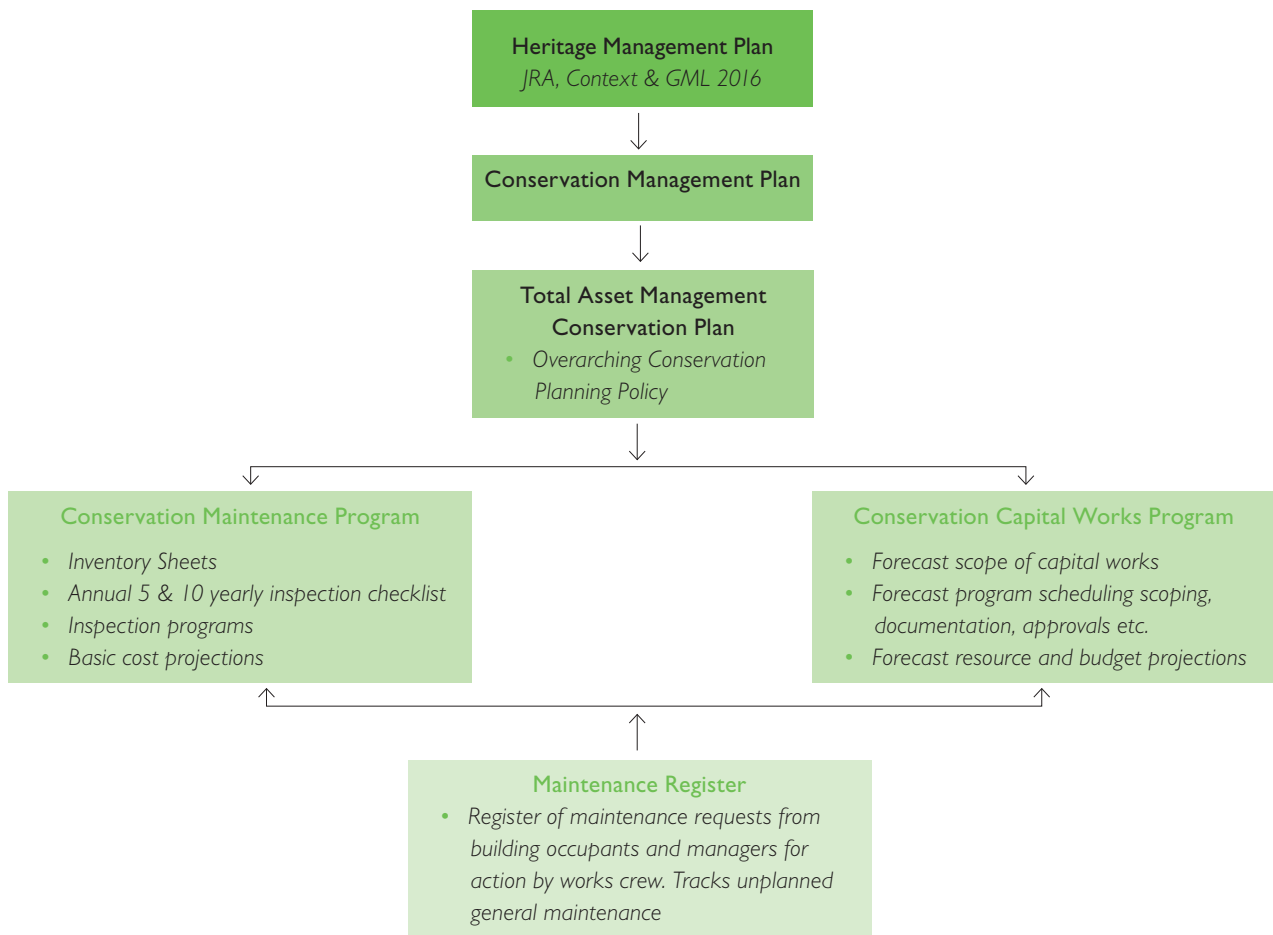 Heritage Management Plan
JRA, Context & GML 2016
Conservation Management Plan
Total Asset Management
Conservation Plan
• Overarching Conservation
Planning Policy
Conservation Maintenance Program
• Inventory Sheets
• Annual 5 & 10 yearly inspection checklist
• Inspection programs
• Basic cost projections
Conservation Capital Works Program
• Forecast scope of capital works
• Forecast program scheduling scoping,
documentation, approvals etc.
• Forecast resource and budget projections
Maintenance Register
• Register of maintenance requests from
building occupants and managers for
action by works crew. Tracks unplanned
general maintenance